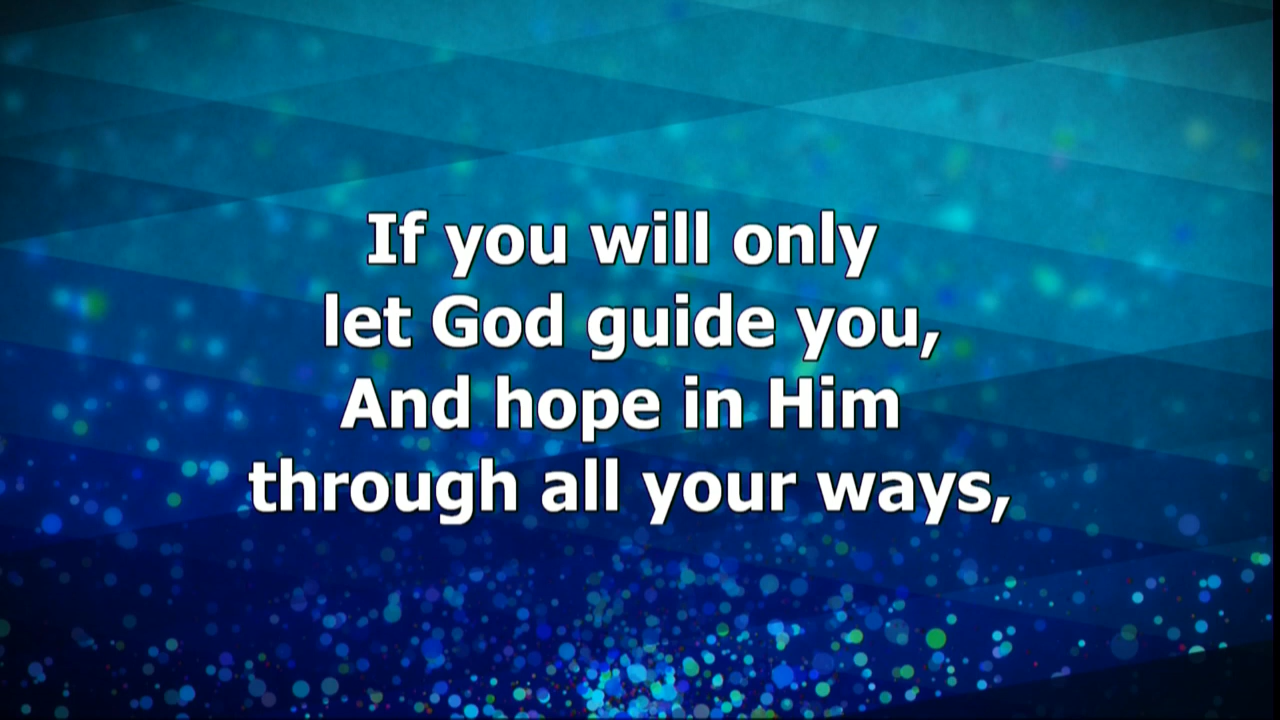 If you will only
let God guide you,
And hope in Him
through all your ways,